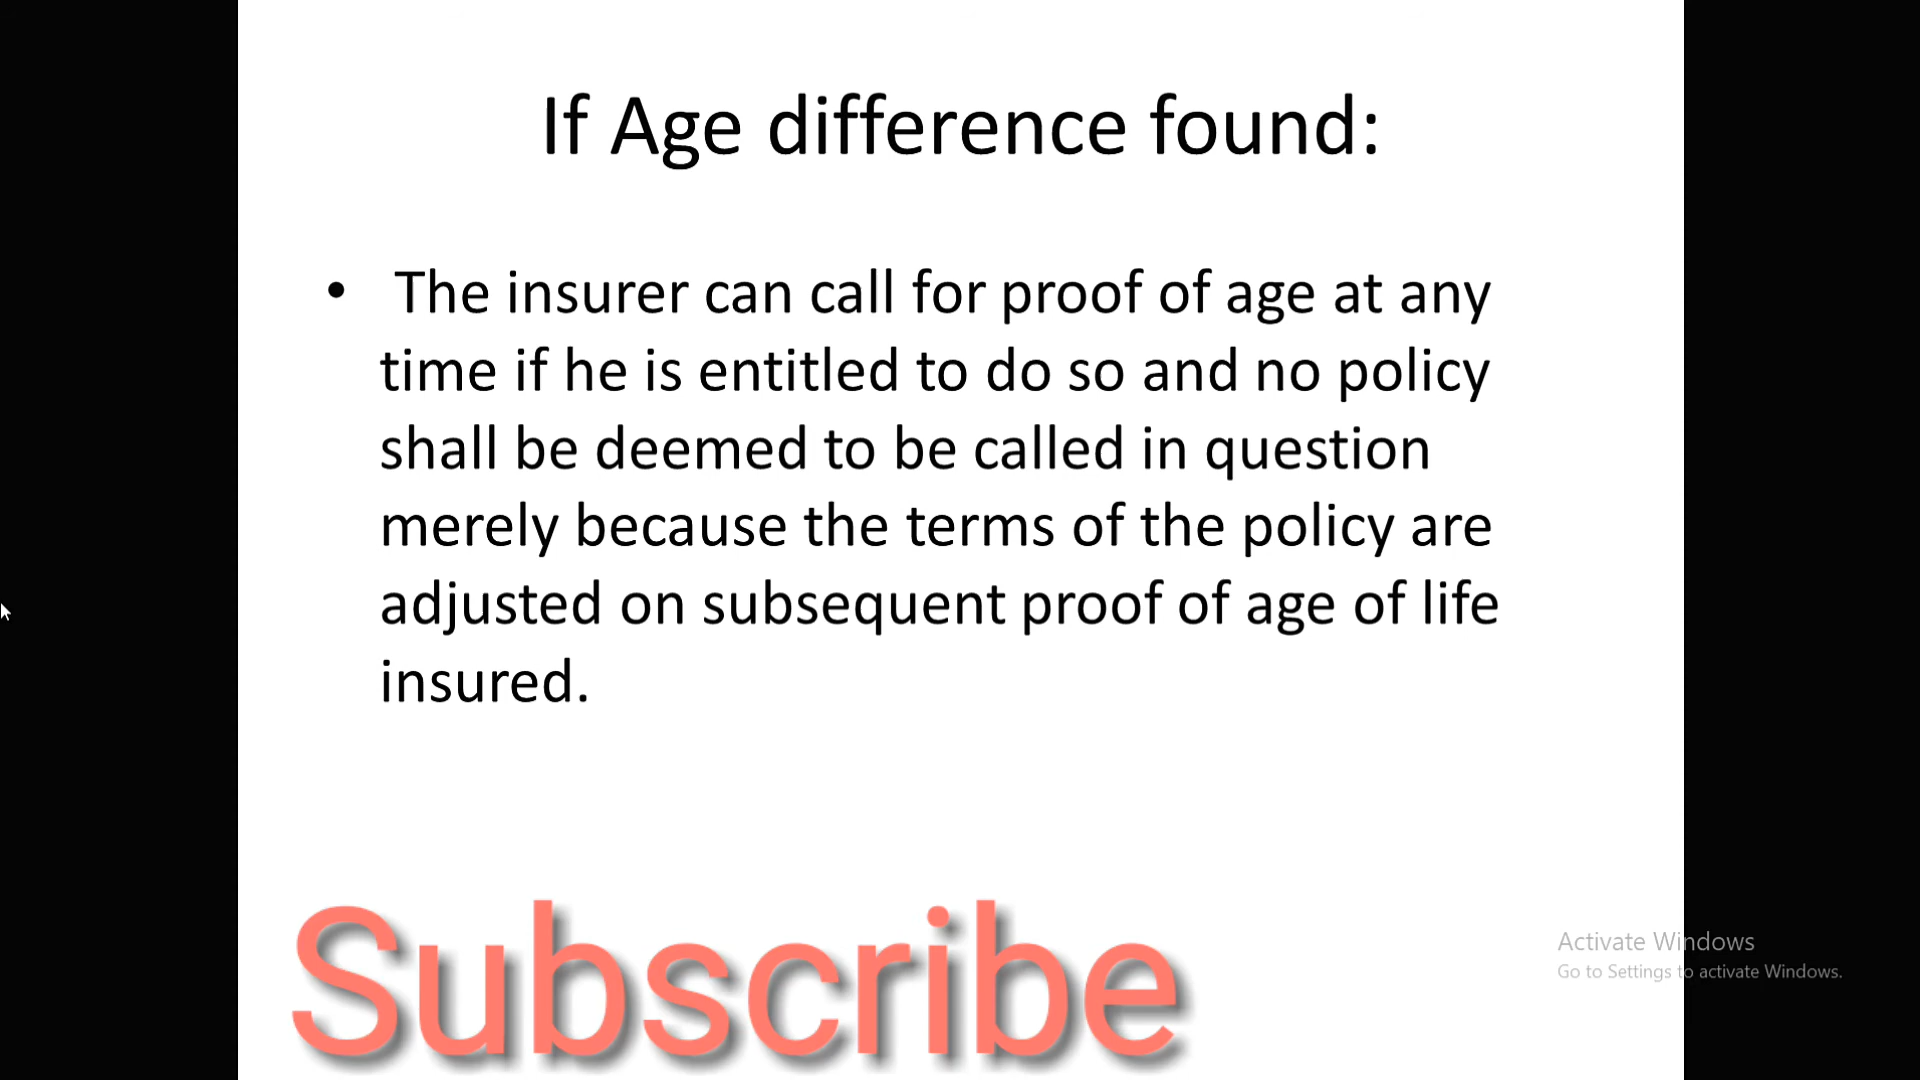 If Age difference found:
• The insurer can call for proof of age at any
time if he is entitled to do so and no policy
shall be deemed to be called in question
merely because the terms of the policy are
adjusted on subsequent proof of age of life
insured.
Subscribe
Activate Windows
Go to Settings to activate Windows.